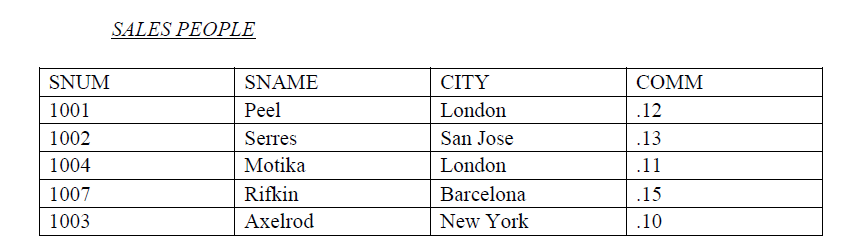 SALES PEOPLE
SNUM SNAME CITY COMM
1001 Peel London .12
1002 Serres San Jose .13
1004 Motika London .11
1007 Rifkin Barcelona .15
1003 Axelrod New York .10